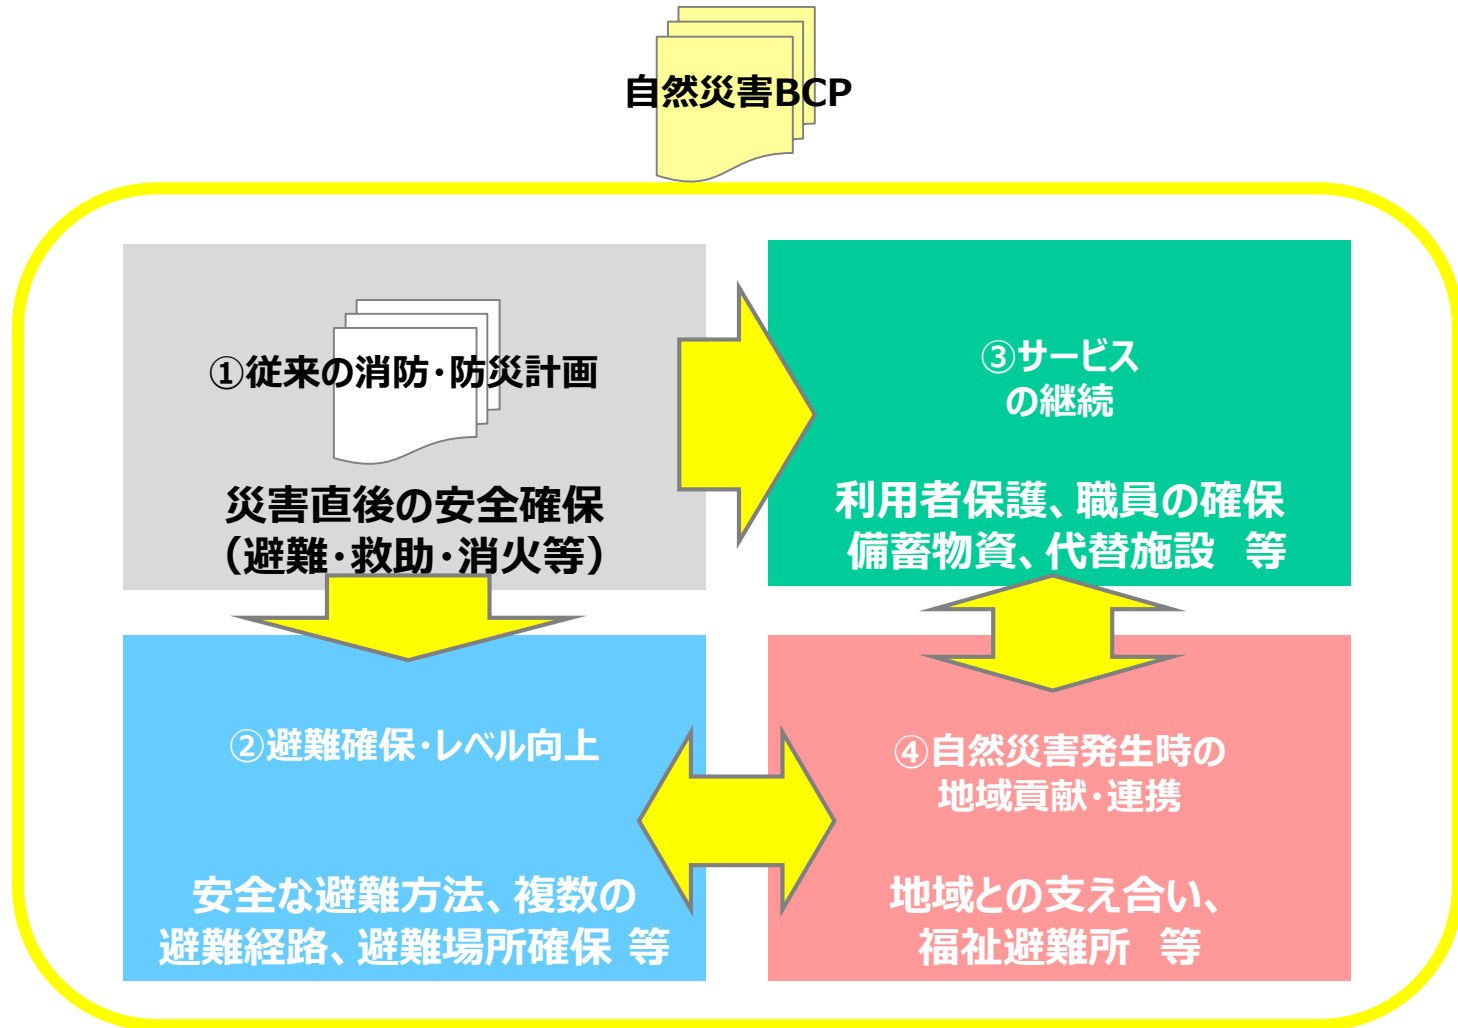 自然災害BCP
①従来の消防・防災計画
災害直後の安全確保
（避難・救助・消火等）
③サービス
の継続
利用者保護、職員の確保
備蓄物資、代替施設　等
②避難確保・レベル向上
安全な避難方法、複数の
避難経路、避難場所確保 等
④自然災害発生時の
地域貢献・連携
地域との支え合い、
福祉避難所　等